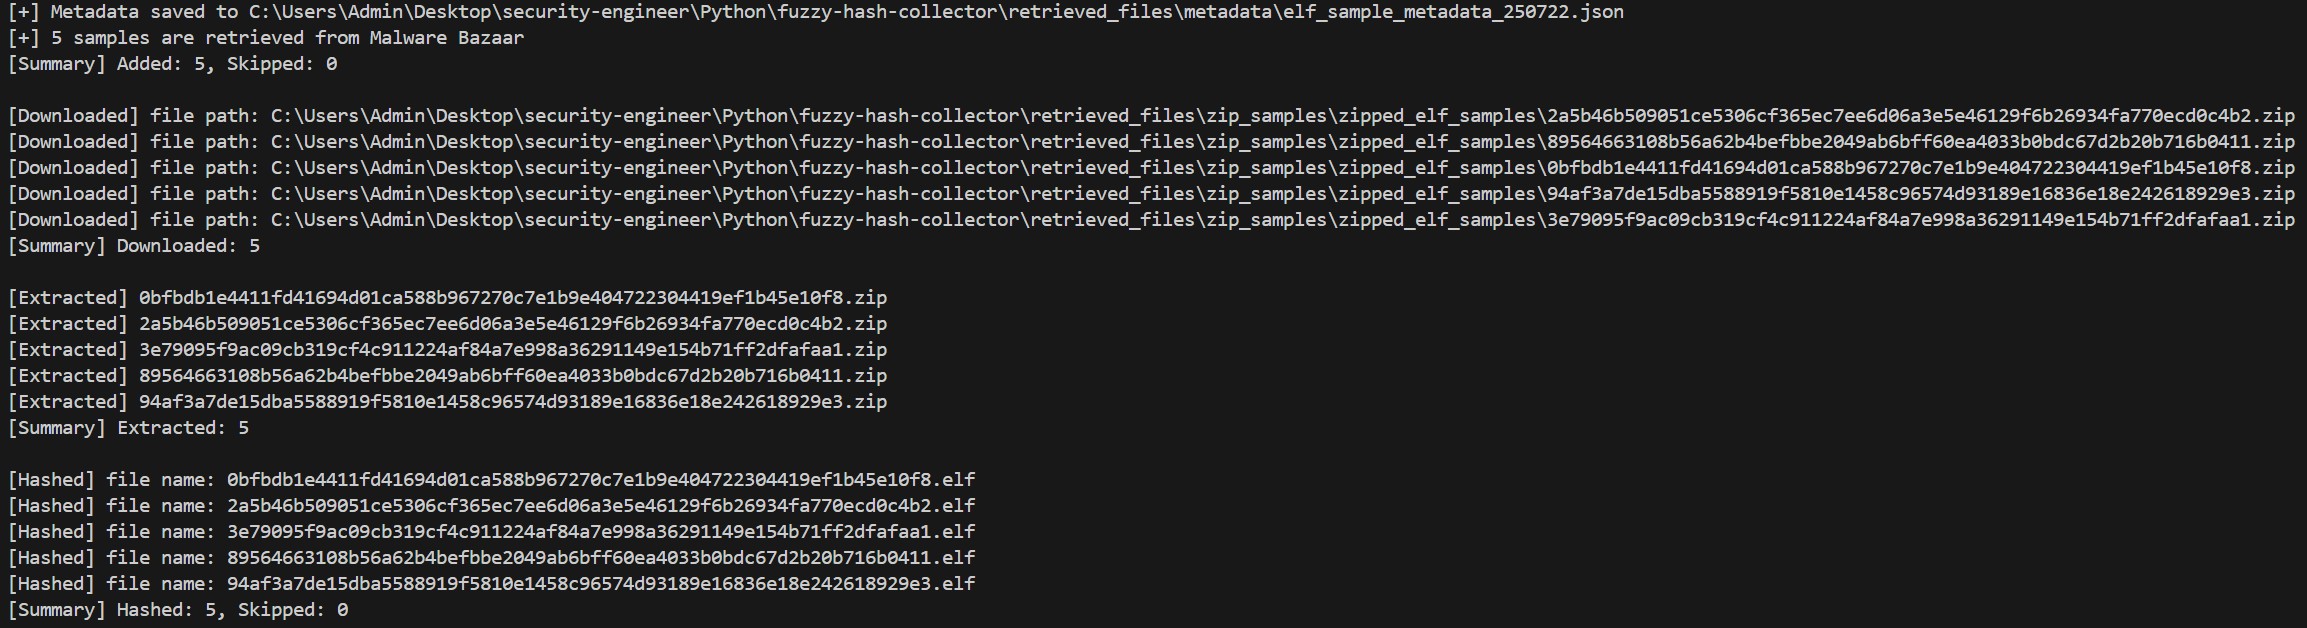 [+] Metadata saved to C:\Users\Admin\Desktop\security-engineer\Python\fuzzy-hash-collector\retrieved_files\metadata\elf_sample_metadata_250722.json
[+] 5 samples are retrieved from Malware Bazaar
[Summary] Added: 5, Skipped: 0
[Downloaded] file path: C:\Users\Admin\Desktop\security-engineer\Python\fuzzy-hash-collector\retrieved_files\zip_samples\zipped_elf_samples\2a5b46b509051ce5306cf365ec7ee6d06a3e5e46129f6b26934fa770ecd0c4b2.zip
[Downloaded] file path: C:\Users\Admin\Desktop\security-engineer\Python\fuzzy-hash-collector\retrieved_files\zip_samples\zipped_elf_samples\89564663108b56a62b4befbbe2049ab6bff60ea4033b0bdc67d2b20b716b0411.zip
[Downloaded] file path: C:\Users\Admin\Desktop\security-engineer\Python\fuzzy-hash-collector\retrieved_files\zip_samples\zipped_elf_samples\0bfbdb1e4411fd41694d01ca588b967270c7e1b9e404722304419ef1b45e10f8.zip
[Downloaded] file path: C:\Users\Admin\Desktop\security-engineer\Python\fuzzy-hash-collector\retrieved_files\zip_samples\zipped_elf_samples\94af3a7de15dba5588919f5810e1458c96574d93189e16836e18e242618929e3.zip
[Downloaded] file path: C:\Users\Admin\Desktop\security-engineer\Python\fuzzy-hash-collector\retrieved_files\zip_samples\zipped_elf_samples\3e79095f9ac09cb319cf4c911224af84a7e998a36291149e154b71ff2dfafaa1.zip
[Summary] Downloaded: 5
[Extracted] 0bfbdb1e4411fd41694d01ca588b967270c7e1b9e404722304419ef1b45e10f8.zip
[Extracted] 2a5b46b509051ce5306cf365ec7ee6d06a3e5e46129f6b26934fa770ecd0c4b2.zip
[Extracted] 3e79095f9ac09cb319cf4c911224af84a7e998a36291149e154b71ff2dfafaa1.zip
[Extracted] 89564663108b56a62b4befbbe2049ab6bff60ea4033b0bdc67d2b20b716b0411.zip
[Extracted] 94af3a7de15dba5588919f5810e1458c96574d93189e16836e18e242618929e3.zip
[Summary] Extracted: 5
[Hashed] file name: 0bfbdb1e4411fd41694d01ca588b967270c7e1b9e404722304419ef1b45e10f8.elf
[Hashed] file name: 2a5b46b509051ce5306cf365ec7ee6d06a3e5e46129f6b26934fa770ecd0c4b2.elf
[Hashed] file name: 3e79095f9ac09cb319cf4c911224af84a7e998a36291149e154b71ff2dfafaa1.elf
[Hashed] file name: 89564663108b56a62b4befbbe2049ab6bff60ea4033b0bdc67d2b20b716b0411.elf
[Hashed] file name: 94af3a7de15dba5588919f5810e1458c96574d93189e16836e18e242618929e3.elf
[Summary] Hashed: 5, Skipped: 0